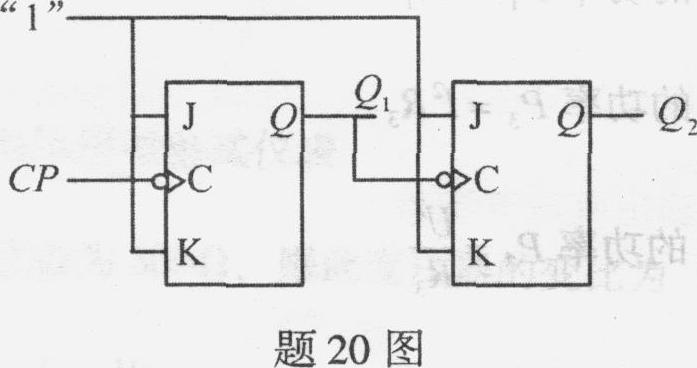 “1”
J Q Q1 J Q Q2
CP C C
K K
题 20 图